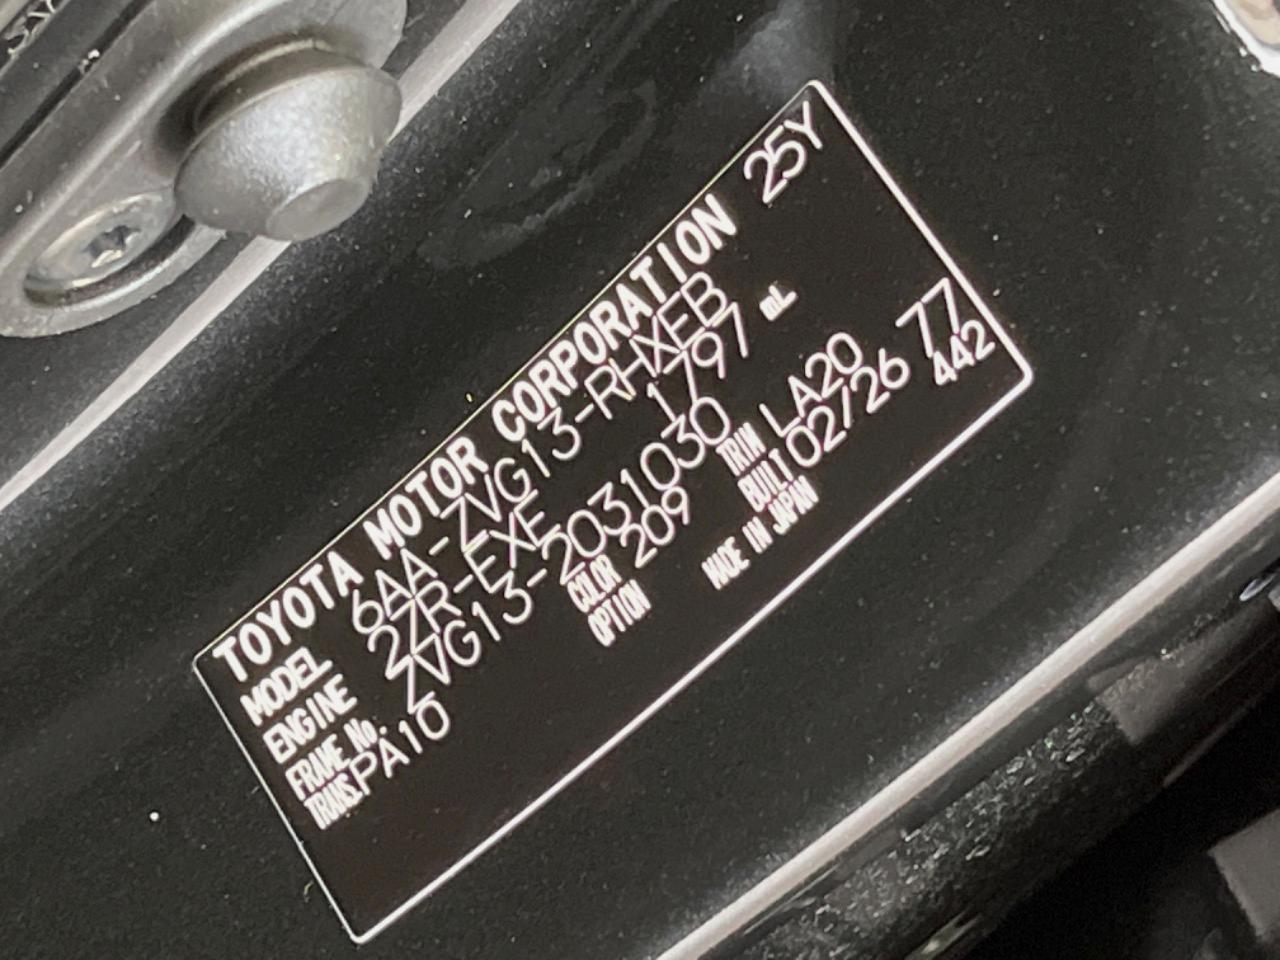 TOYOTA MOTOR CORPORATION 25Y
MODEL 6AA-ZVG13-RHXEB
ENGINE 2ZR-EXE 1797 mL
FRAME No. ZVG13-2031030
TRANS. PA10 COLOR 209 TRIM LA20 77
OPTION BUILT 02/26 442
MADE IN JAPAN